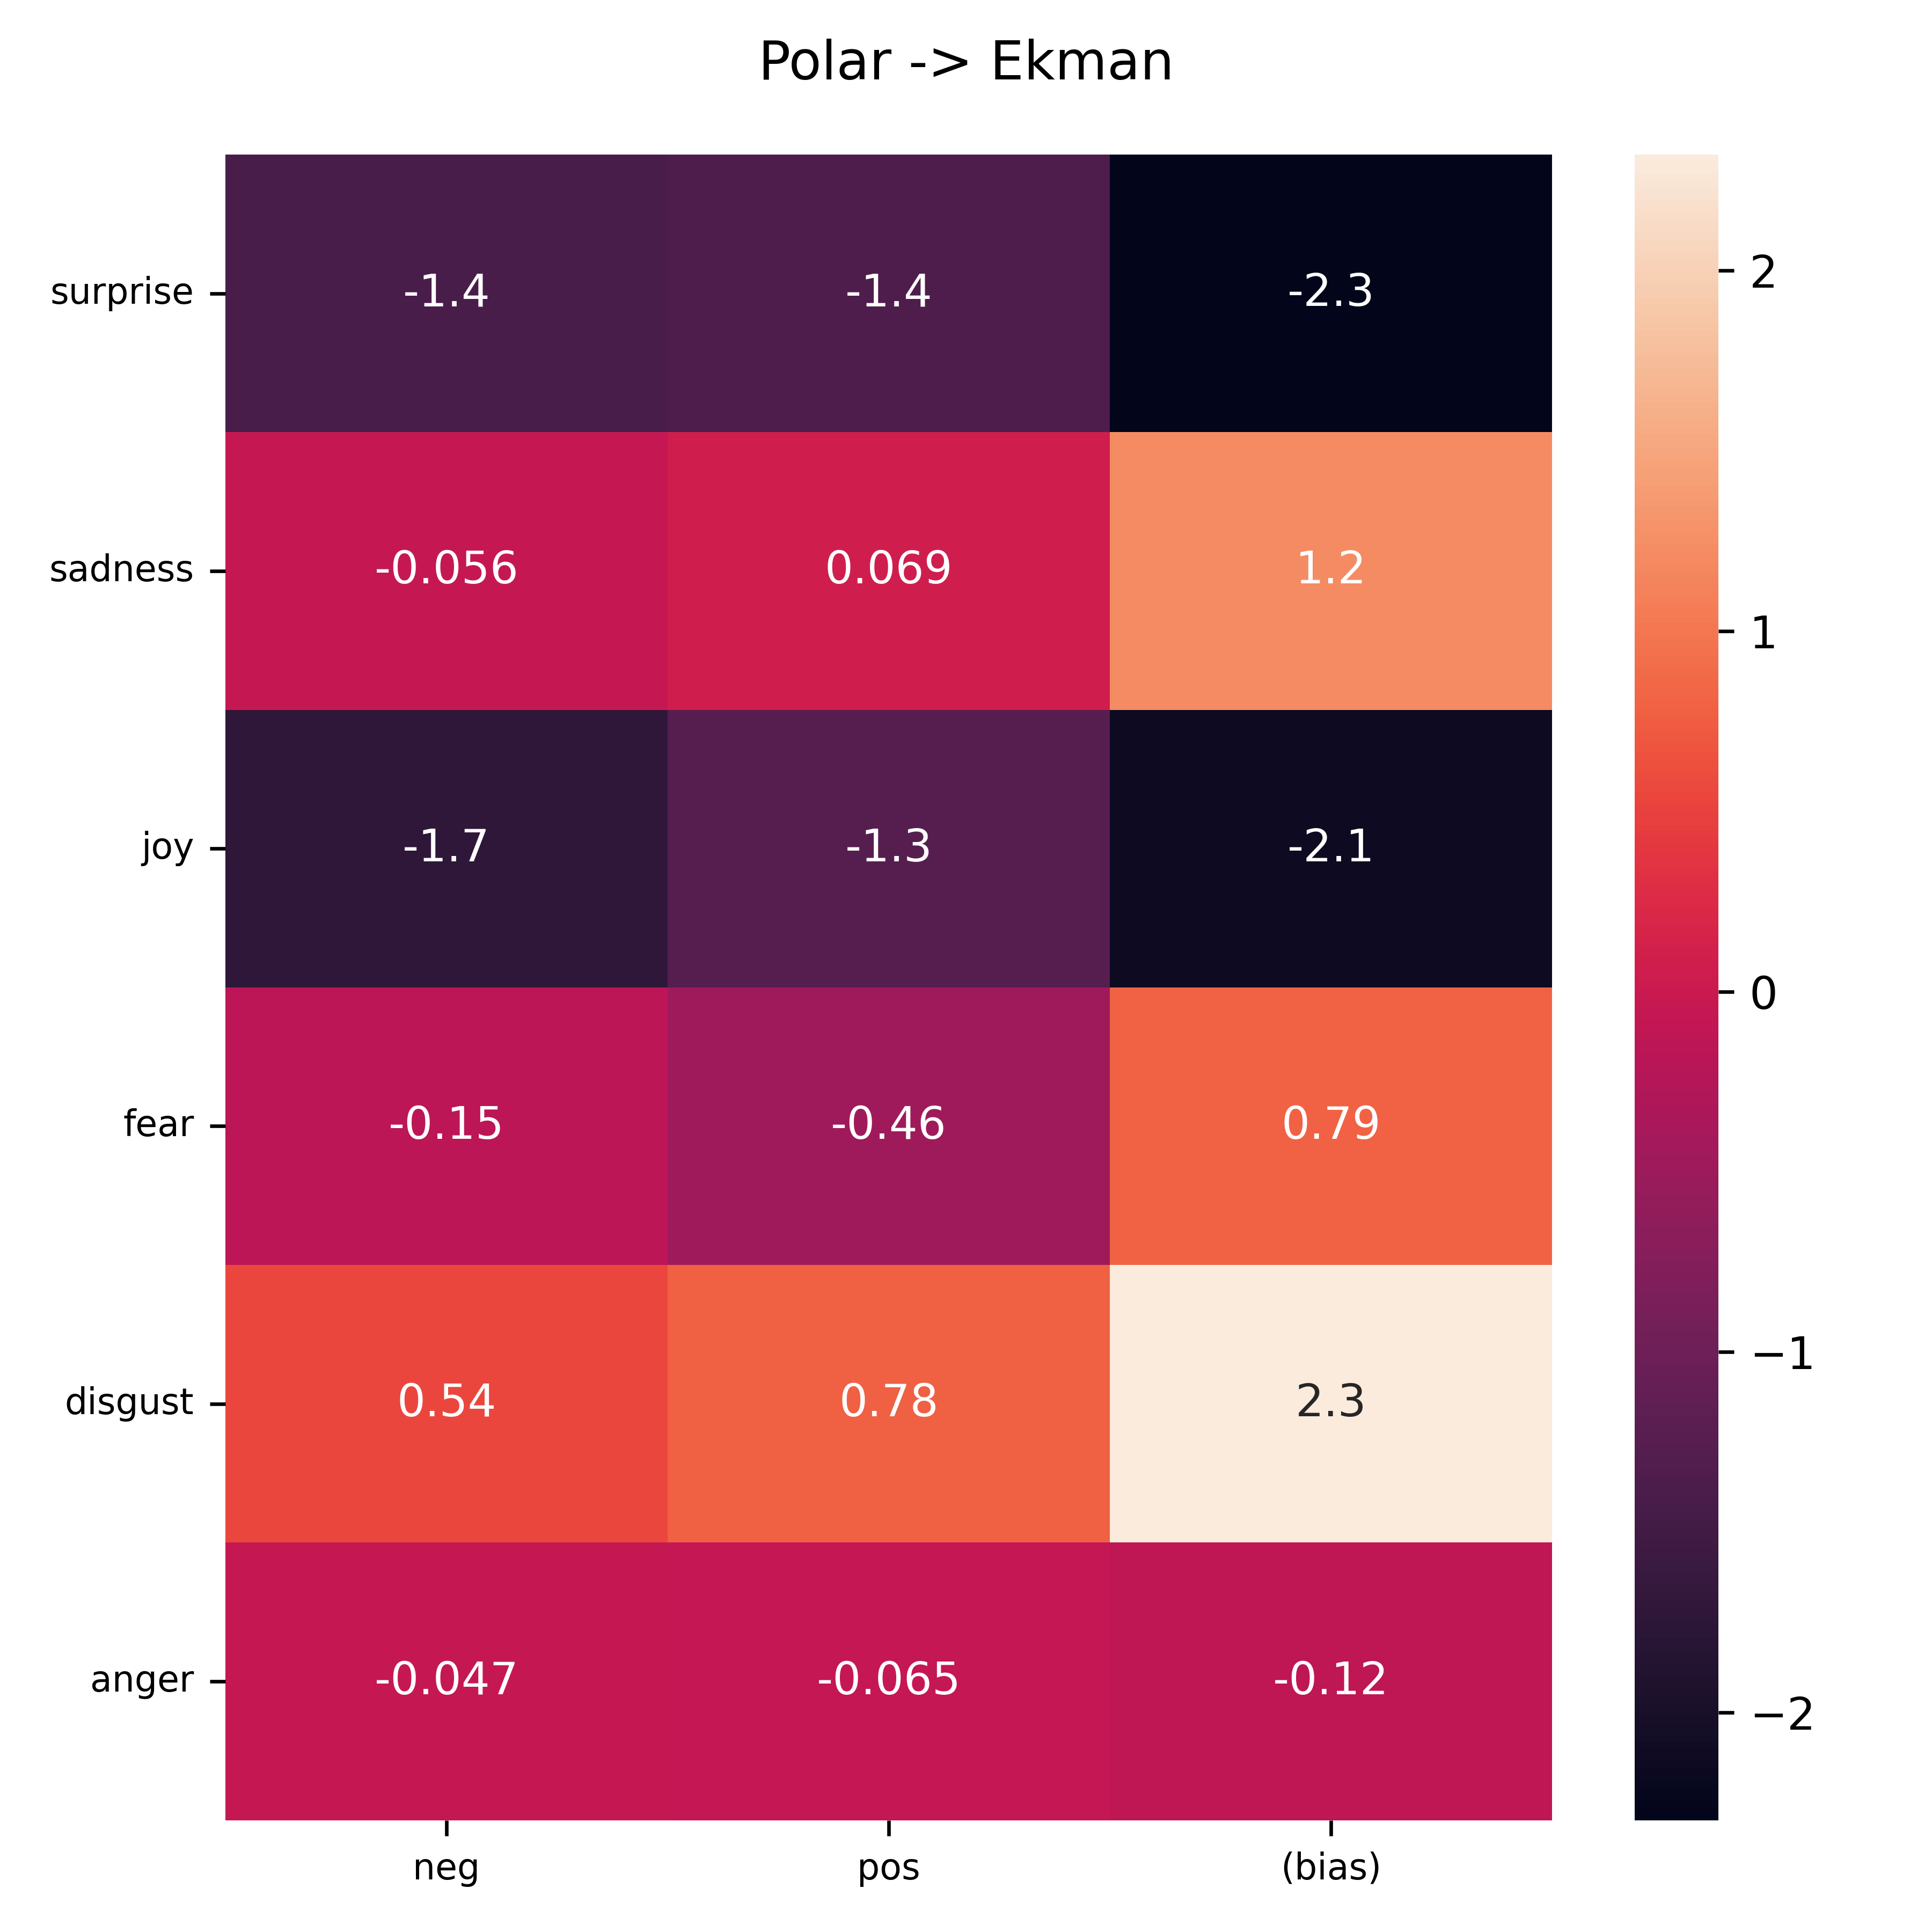 Polar -> Ekman
surprise -1.4 -1.4 -2.3
sadness -0.056 0.069 1.2
joy -1.7 -1.3 -2.1
fear -0.15 -0.46 0.79
disgust 0.54 0.78 2.3
anger -0.047 -0.065 -0.12
neg pos (bias)
2
1
0
−1
−2